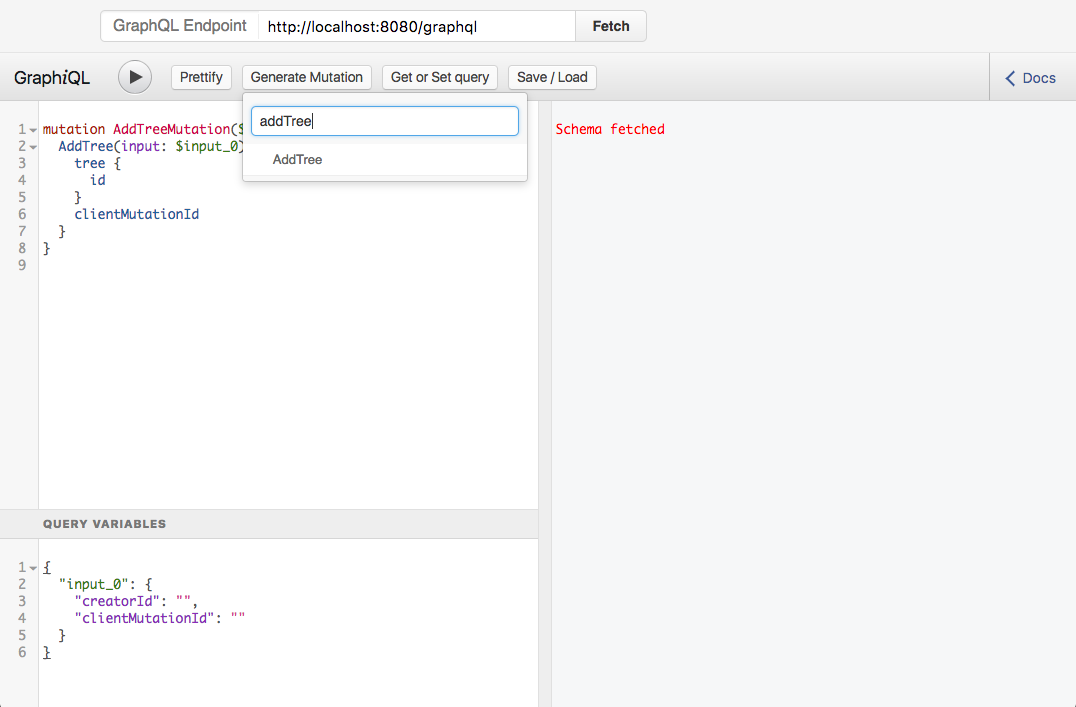 GraphQL Endpoint http://localhost:8080/graphql Fetch
GraphiQL Prettify Generate Mutation Get or Set query Save / Load Docs
addTree
AddTree
1 mutation AddTreeMutation($
2 AddTree(input: $input_0)
3 tree {
4 id
5 }
6 clientMutationId
7 }
8 }
9
Schema fetched
QUERY VARIABLES
1 {
2 "input_0": {
3 "creatorId": "",
4 "clientMutationId": ""
5 }
6 }